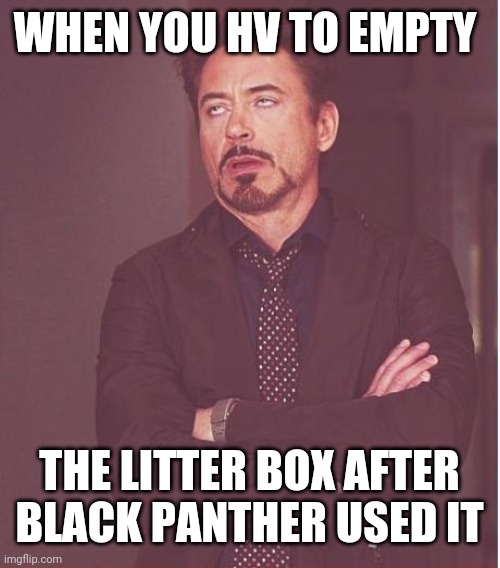 WHEN YOU HV TO EMPTY
THE LITTER BOX AFTER
BLACK PANTHER USED IT
imgflip.com